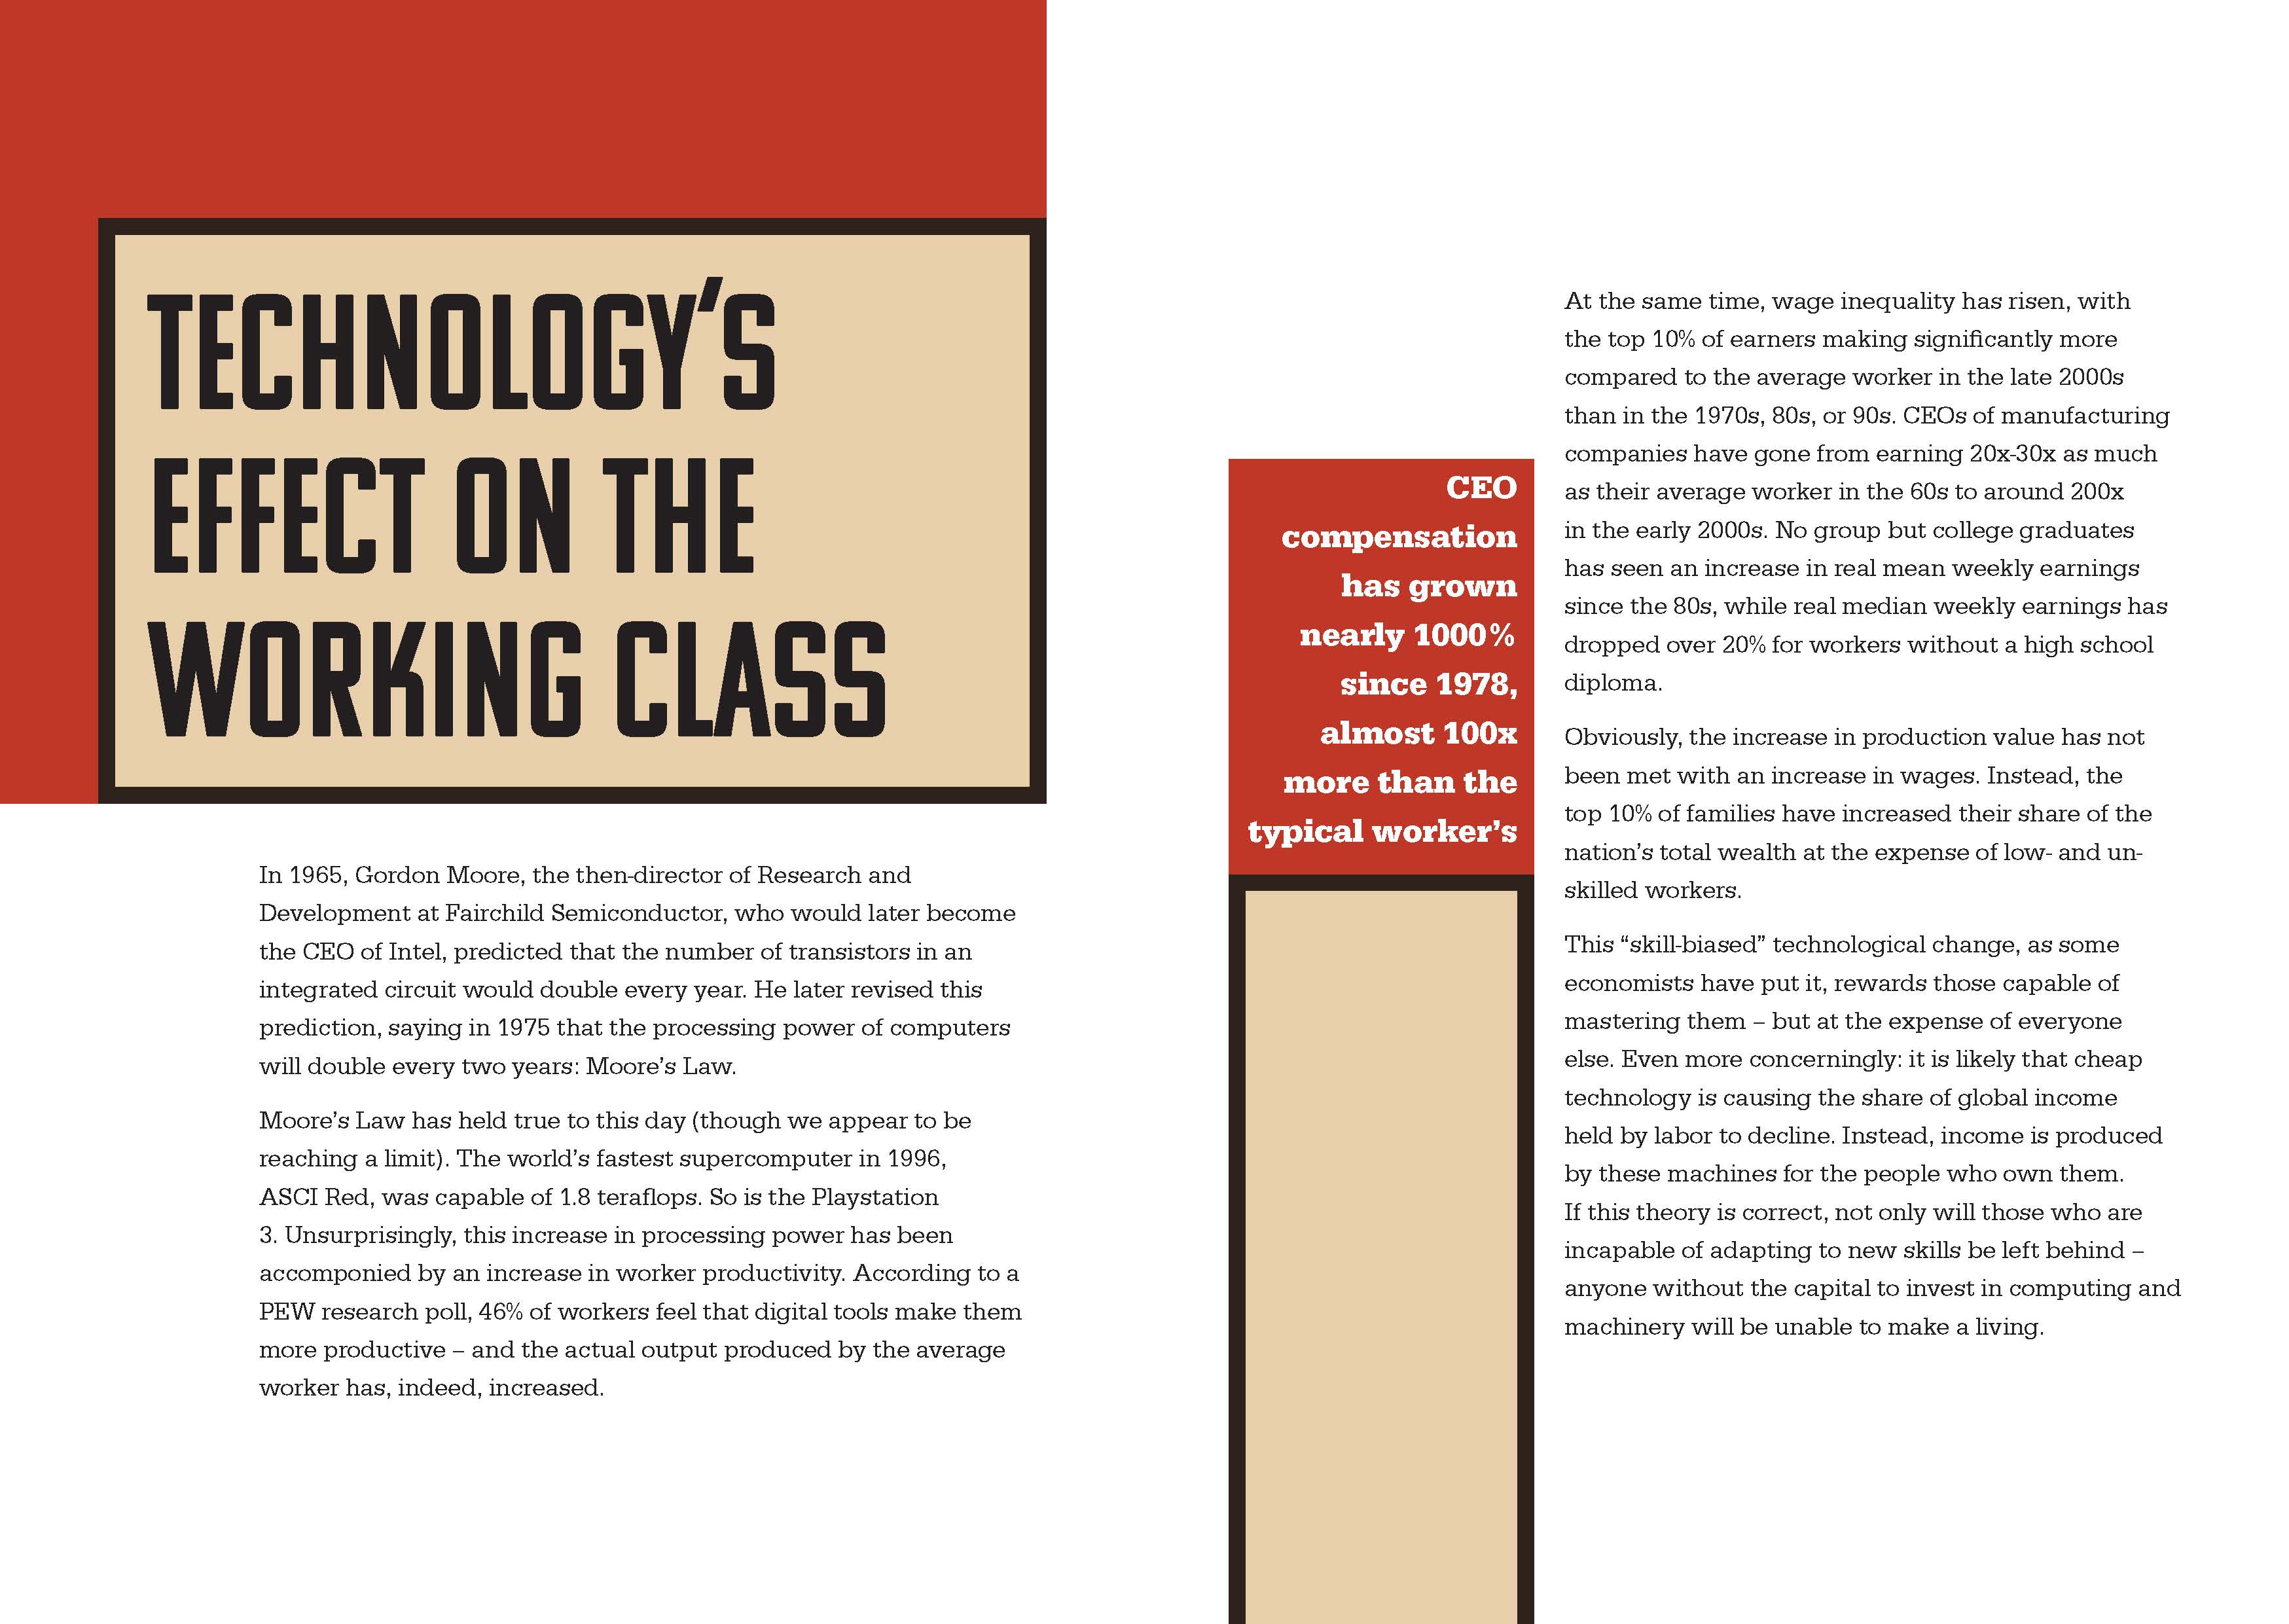 TECHNOLOGY'S
EFFECT ON THE
WORKING CLASS
In 1965, Gordon Moore, the then-director of Research and
Development at Fairchild Semiconductor, who would later become
the CEO of Intel, predicted that the number of transistors in an
integrated circuit would double every year. He later revised this
prediction, saying in 1975 that the processing power of computers
will double every two years: Moore’s Law.
Moore’s Law has held true to this day (though we appear to be
reaching a limit). The world’s fastest supercomputer in 1996,
ASCI Red, was capable of 1.8 teraflops. So is the Playstation
3. Unsurprisingly, this increase in processing power has been
accomponied by an increase in worker productivity. According to a
PEW research poll, 46% of workers feel that digital tools make them
more productive – and the actual output produced by the average
worker has, indeed, increased.
CEO
compensation
has grown
nearly 1000%
since 1978,
almost 100x
more than the
typical worker’s
At the same time, wage inequality has risen, with
the top 10% of earners making significantly more
compared to the average worker in the late 2000s
than in the 1970s, 80s, or 90s. CEOs of manufacturing
companies have gone from earning 20x-30x as much
as their average worker in the 60s to around 200x
in the early 2000s. No group but college graduates
has seen an increase in real mean weekly earnings
since the 80s, while real median weekly earnings has
dropped over 20% for workers without a high school
diploma.
Obviously, the increase in production value has not
been met with an increase in wages. Instead, the
top 10% of families have increased their share of the
nation’s total wealth at the expense of low- and un-
skilled workers.
This “skill-biased” technological change, as some
economists have put it, rewards those capable of
mastering them – but at the expense of everyone
else. Even more concerningly: it is likely that cheap
technology is causing the share of global income
held by labor to decline. Instead, income is produced
by these machines for the people who own them.
If this theory is correct, not only will those who are
incapable of adapting to new skills be left behind –
anyone without the capital to invest in computing and
machinery will be unable to make a living.